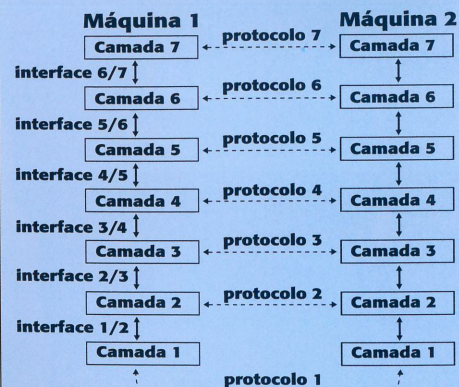 Máquina 1 Máquina 2
Camada 7 protocolo 7 Camada 7
interface 6/7
Camada 6 protocolo 6 Camada 6
interface 5/6
Camada 5 protocolo 5 Camada 5
interface 4/5
Camada 4 protocolo 4 Camada 4
interface 3/4
Camada 3 protocolo 3 Camada 3
interface 2/3
Camada 2 protocolo 2 Camada 2
interface 1/2
Camada 1 Camada 1
protocolo 1